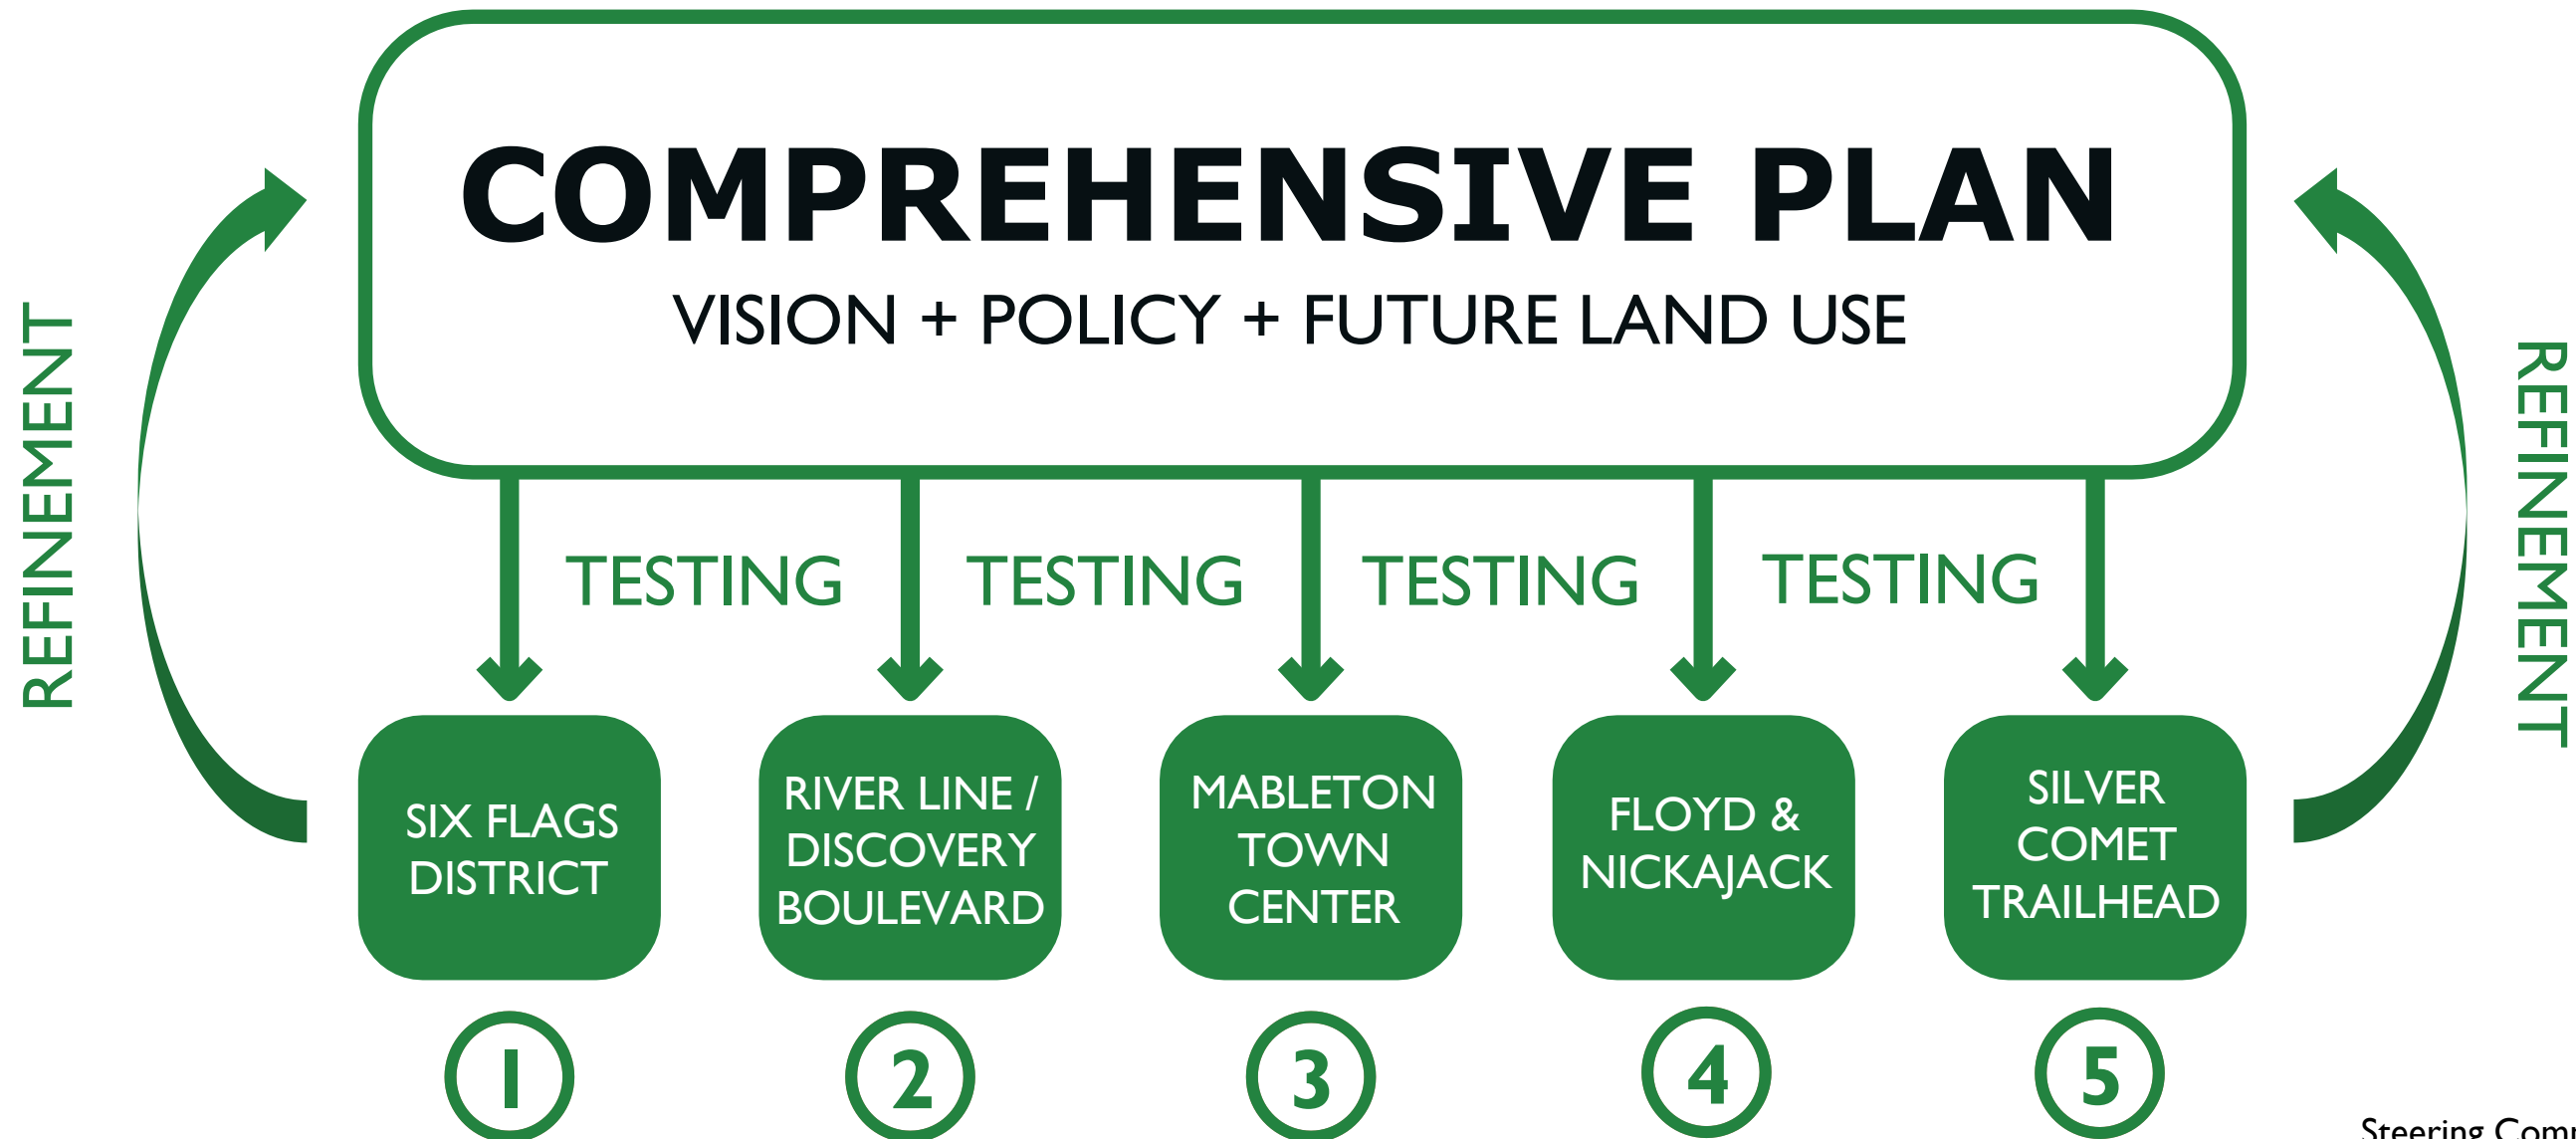 COMPREHENSIVE PLAN
VISION + POLICY + FUTURE LAND USE
REFINEMENT
REFINEMENT
TESTING
TESTING
TESTING
TESTING
SIX FLAGS
DISTRICT
RIVER LINE /
DISCOVERY
BOULEVARD
MABLETON
TOWN
CENTER
FLOYD &
NICKAJACK
SILVER
COMET
TRAILHEAD
1
2
3
4
5
Steering